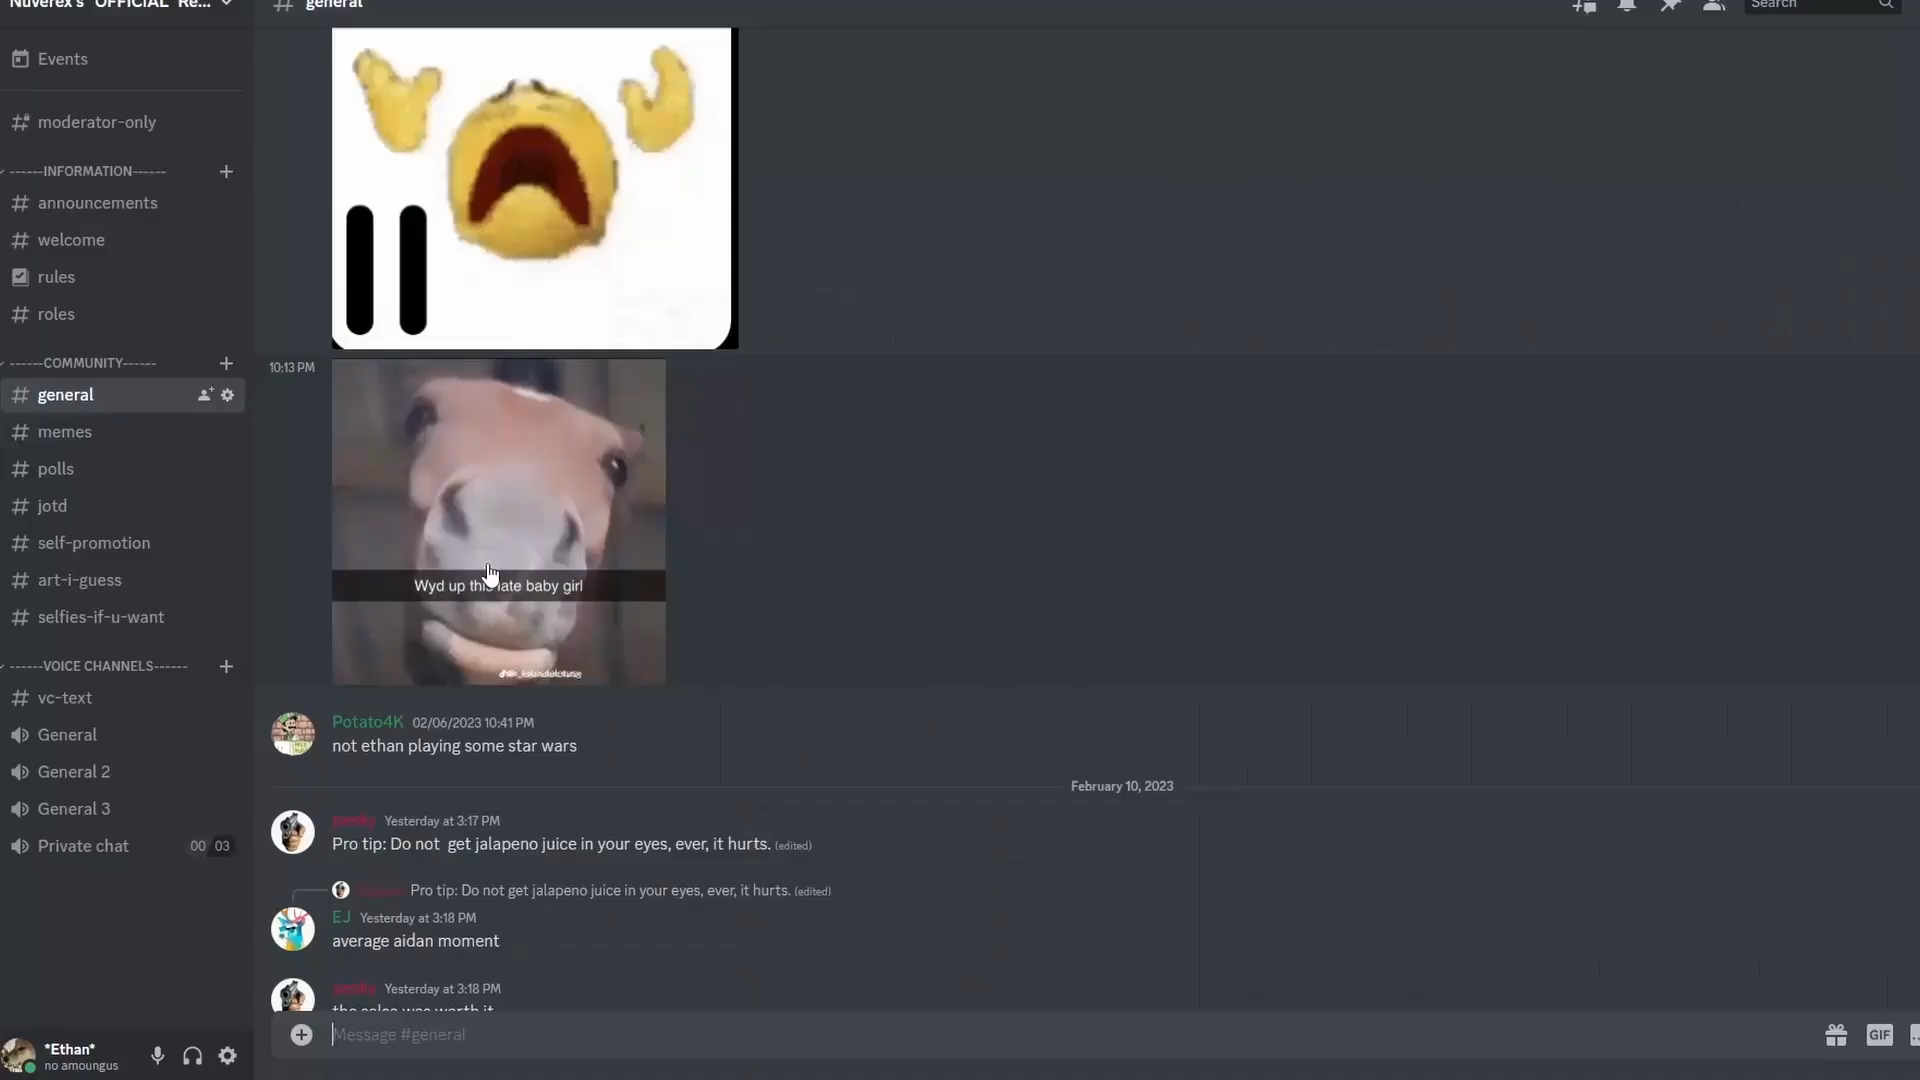 Nuverex's *OFFICIAL* Re...
general
Search
Events
moderator-only
------INFORMATION------
announcements
welcome
rules
roles
------COMMUNITY------
general
memes
polls
jotd
self-promotion
art-i-guess
selfies-if-u-want
------VOICE CHANNELS------
vc-text
General
General 2
General 3
Private chat 00 03
*Ethan*
no amoungus
10:13 PM
Wyd up this late baby girl
Potato4K 02/06/2023 10:41 PM
not ethan playing some star wars
February 10, 2023
Yesterday at 3:17 PM
Pro tip: Do not get jalapeno juice in your eyes, ever, it hurts. (edited)
Pro tip: Do not get jalapeno juice in your eyes, ever, it hurts. (edited)
EJ Yesterday at 3:18 PM
average aidan moment
Yesterday at 3:18 PM
the salsa was worth it
Message #general
GIF